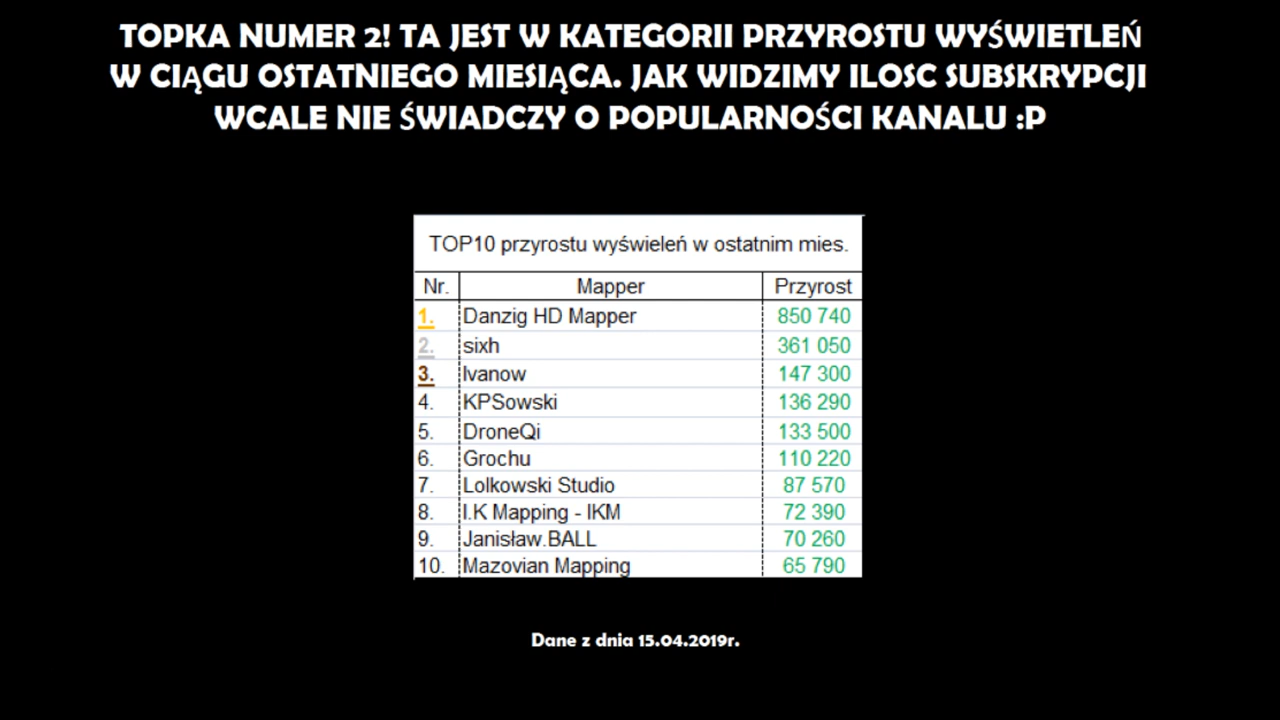 TOPKA NUMER 2! TA JEST W KATEGORII PRZYROSTU WYŚWIETLEŃ
W CIĄGU OSTATNIEGO MIESIĄCA. JAK WIDZIMY ILOSC SUBSKRYPCJI
WCALE NIE ŚWIADCZY O POPULARNOŚCI KANALU :P
TOP10 przyrostu wyświeleń w ostatnim mies.
Nr. Mapper Przyrost
1. Danzig HD Mapper 850 740
2. sixh 361 050
3. Ivanow 147 300
4. KPSowski 136 290
5. DroneQi 133 500
6. Grochu 110 220
7. Lolkowski Studio 87 570
8. I.K Mapping - IKM 72 390
9. Janisław.BALL 70 260
10. Mazovian Mapping 65 790
Dane z dnia 15.04.2019r.